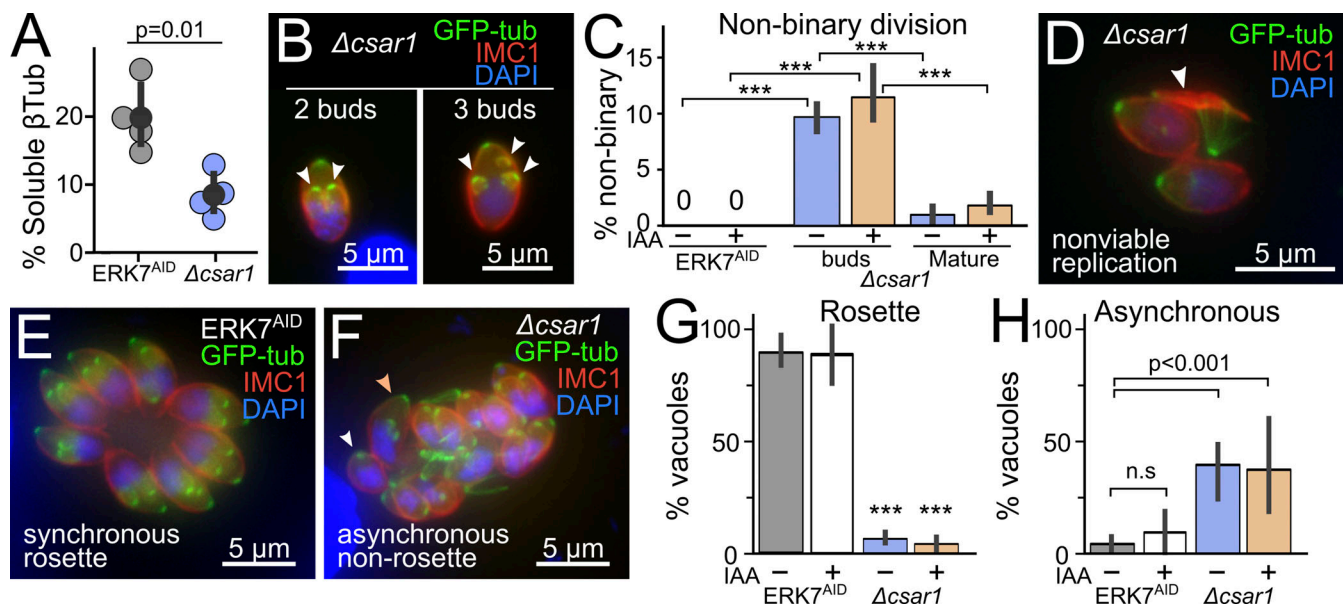 A
p=0.01
% Soluble βTub
20
10
0
ERK7AID
Δcsar1
B
Δcsar1
GFP-tub
IMC1
DAPI
2 buds
3 buds
5 µm
5 µm
C
Non-binary division
% non-binary
15
10
5
0
***
***
***
***
0
0
IAA
− + − + − +
ERK7AID
buds
Mature
Δcsar1
D
Δcsar1
GFP-tub
IMC1
DAPI
nonviable
replication
5 µm
E
ERK7AID
GFP-tub
IMC1
DAPI
synchronous
rosette
5 µm
F
Δcsar1
GFP-tub
IMC1
DAPI
asynchronous
non-rosette
5 µm
G
Rosette
% vacuoles
100
50
0
*** ***
IAA − + − +
ERK7AID Δcsar1
H
Asynchronous
% vacuoles
100
50
0
p<0.001
n.s
IAA − + − +
ERK7AID Δcsar1